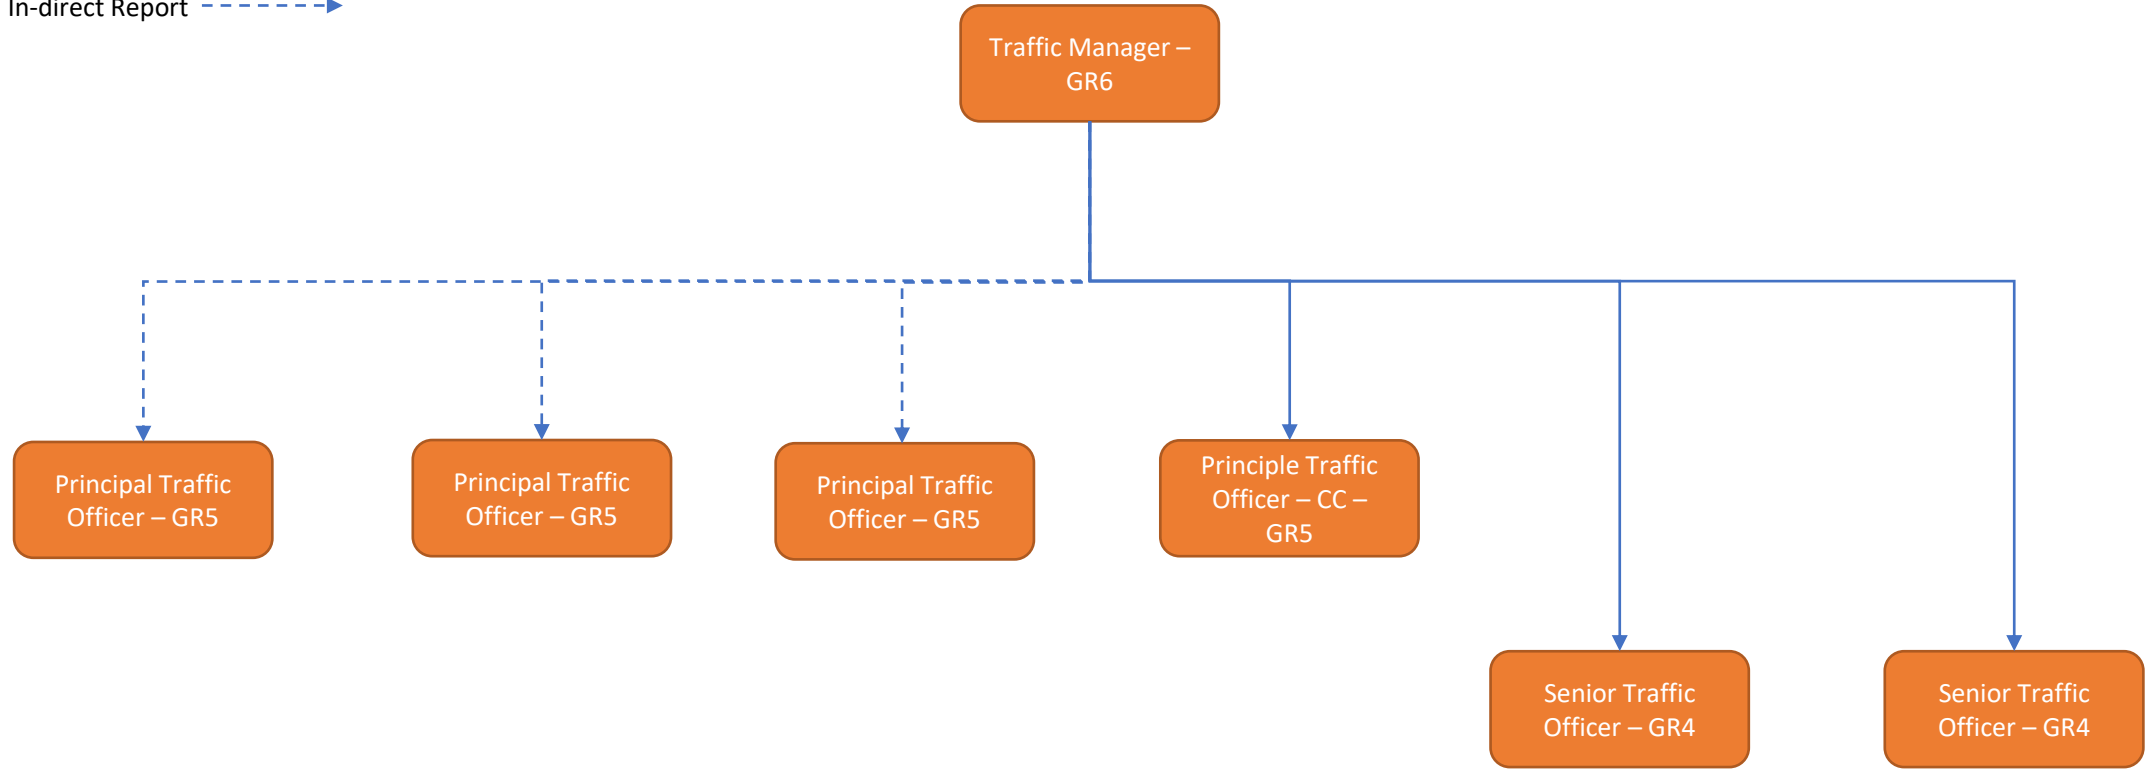 In-direct Report
Traffic Manager –
GR6
Principal Traffic
Officer – GR5
Principal Traffic
Officer – GR5
Principal Traffic
Officer – GR5
Principle Traffic
Officer – CC –
GR5
Senior Traffic
Officer – GR4
Senior Traffic
Officer – GR4